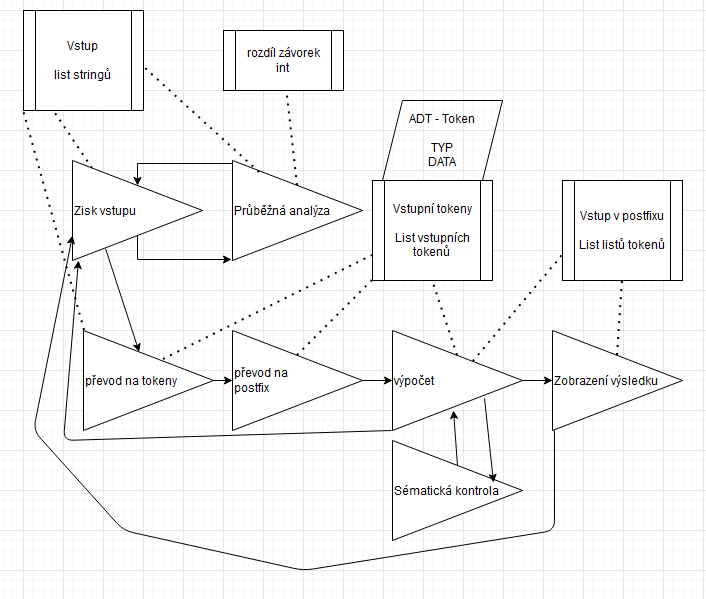 Vstup
list stringů
rozdíl závorek
int
ADT - Token
TYP
DATA
Zisk vstupu
Průběžná analýza
Vstupní tokeny
List vstupních
tokenů
Vstup v postfixu
List listů tokenů
převod na tokeny
převod na
postfix
výpočet
Zobrazení výsledku
Sématická kontrola